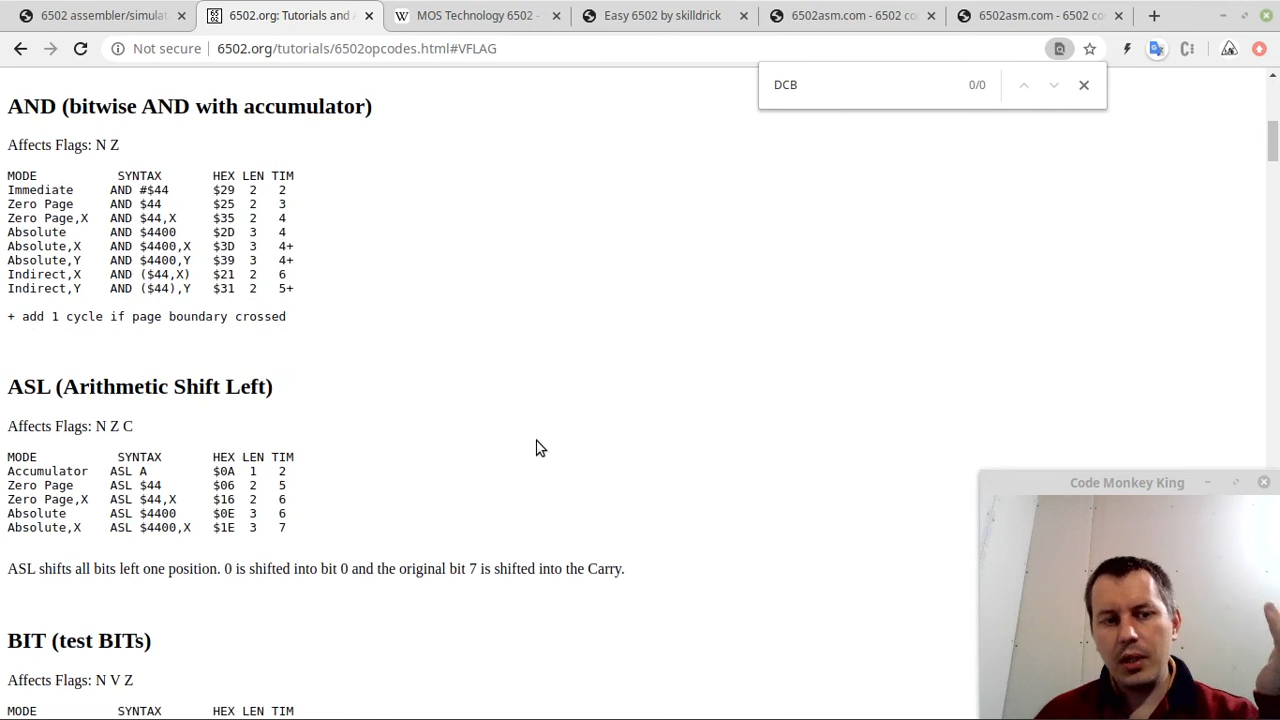 6502 assembler/simulat
6502.org: Tutorials and A
MOS Technology 6502 -
Easy 6502 by skilldrick
6502asm.com - 6502 co
6502asm.com - 6502 co
Not secure
6502.org/tutorials/6502opcodes.html#VFLAG
DCB
0/0
AND (bitwise AND with accumulator)
Affects Flags: N Z
MODE SYNTAX HEX LEN TIM
Immediate AND #$44 $29 2 2
Zero Page AND $44 $25 2 3
Zero Page,X AND $44,X $35 2 4
Absolute AND $4400 $2D 3 4
Absolute,X AND $4400,X $3D 3 4+
Absolute,Y AND $4400,Y $39 3 4+
Indirect,X AND ($44,X) $21 2 6
Indirect,Y AND ($44),Y $31 2 5+
+ add 1 cycle if page boundary crossed
ASL (Arithmetic Shift Left)
Affects Flags: N Z C
MODE SYNTAX HEX LEN TIM
Accumulator ASL A $0A 1 2
Zero Page ASL $44 $06 2 5
Zero Page,X ASL $44,X $16 2 6
Absolute ASL $4400 $0E 3 6
Absolute,X ASL $4400,X $1E 3 7
Code Monkey King
ASL shifts all bits left one position. 0 is shifted into bit 0 and the original bit 7 is shifted into the Carry.
BIT (test BITs)
Affects Flags: N V Z
MODE SYNTAX HEX LEN TIM